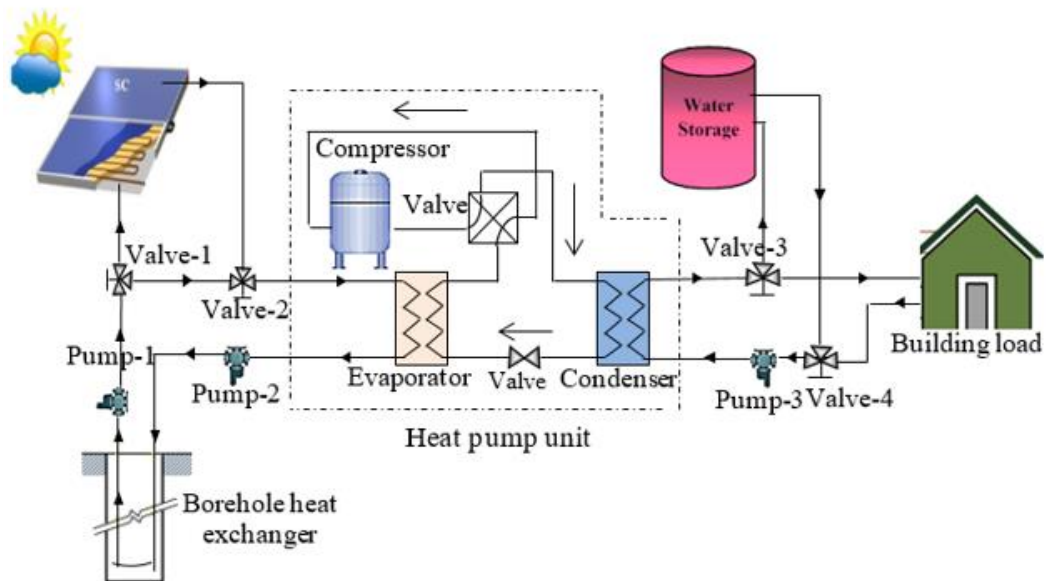 SC
Compressor
Valve
Water
Storage
Valve-1
Valve-2
Valve-3
Pump-1
Pump-2
Evaporator
Valve
Condenser
Pump-3
Valve-4
Building load
Heat pump unit
Borehole heat
exchanger